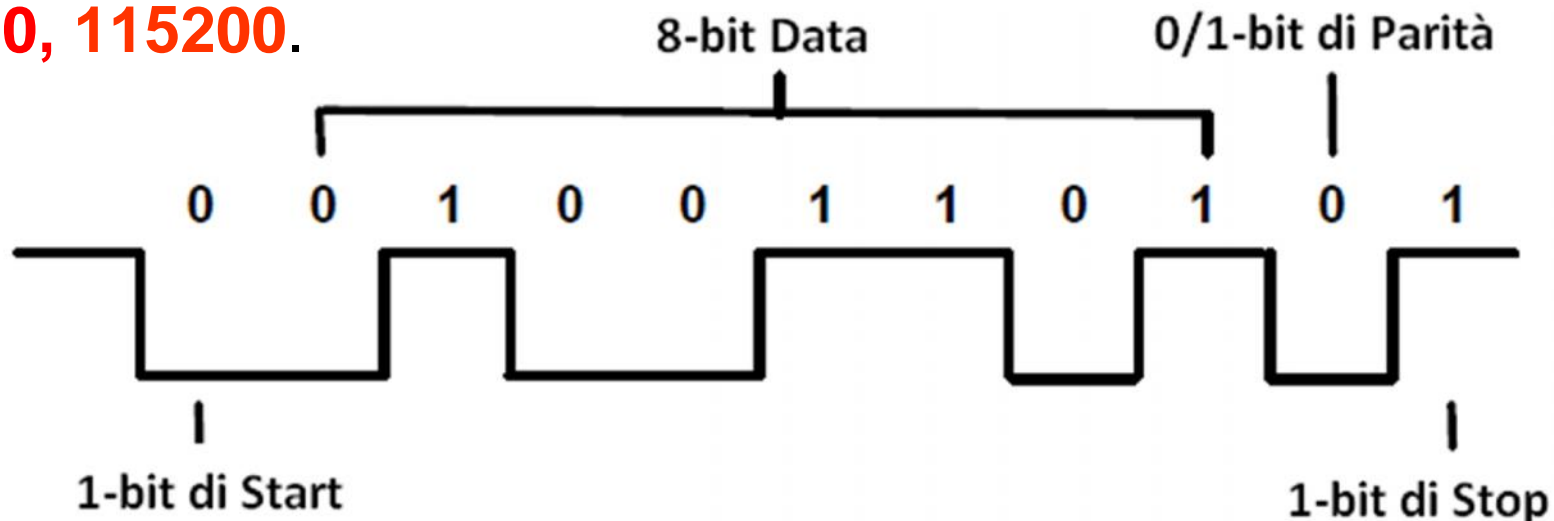 0, 115200.
8-bit Data
0/1-bit di Parità
0 0 1 0 0 1 1 0 1 0 1
1-bit di Start
1-bit di Stop